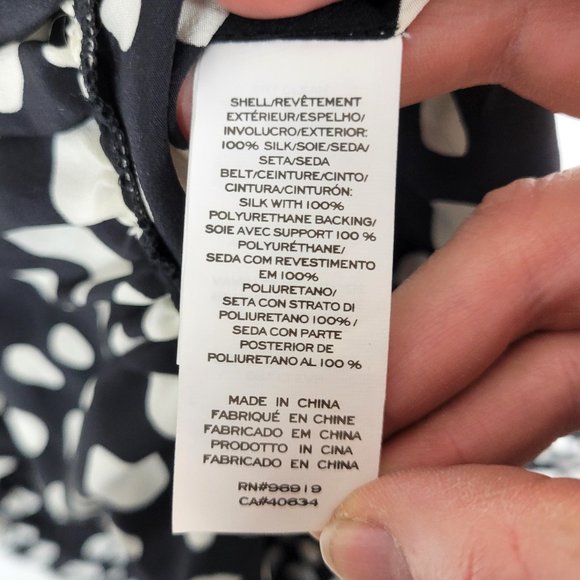 SHELL/REVÊTEMENT
EXTÉRIEUR/ESPELHO/
INVOLUCRO/EXTERIOR:
100% SILK/SOIE/SEDA/
SETA/SEDA
BELT/CEINTURE/CINTO/
CINTURA/CINTURÓN:
SILK WITH 100%
POLYURETHANE BACKING/
SOIE AVEC SUPPORT 100 %
POLYURÉTHANE/
SEDA COM REVESTIMENTO
EM 100%
POLIURETANO/
SETA CON STRATO DI
POLIURETANO 100%/
SEDA CON PARTE
POSTERIOR DE
POLIURETANO AL 100 %
MADE IN CHINA
FABRIQUÉ EN CHINE
FABRICADO EM CHINA
PRODOTTO IN CINA
FABRICADO EN CHINA
RN#96919
CA#40634